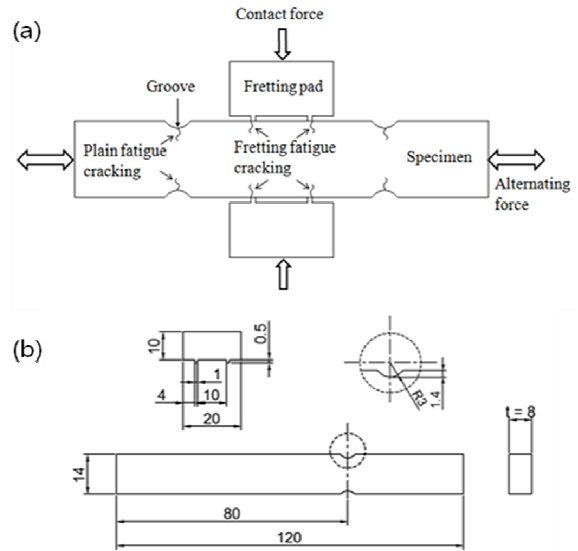 (a)
Contact force
Groove
Fretting pad
Plain fatigue
cracking
Fretting fatigue
cracking
Specimen
Alternating
force
(b)
10
0.5
1
4
10
20
R3
1.4
t = 8
14
80
120